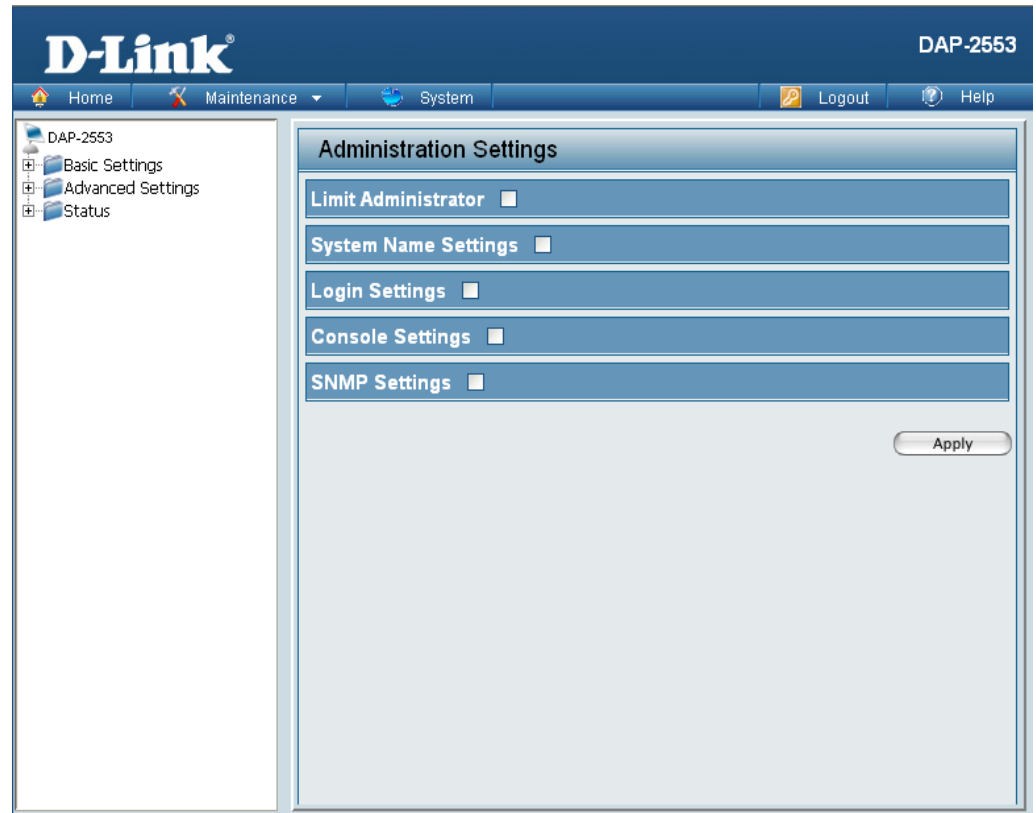 D-Link®
DAP-2553
Home Maintenance System Logout Help
DAP-2553
Basic Settings
Advanced Settings
Status
Administration Settings
Limit Administrator
System Name Settings
Login Settings
Console Settings
SNMP Settings
Apply